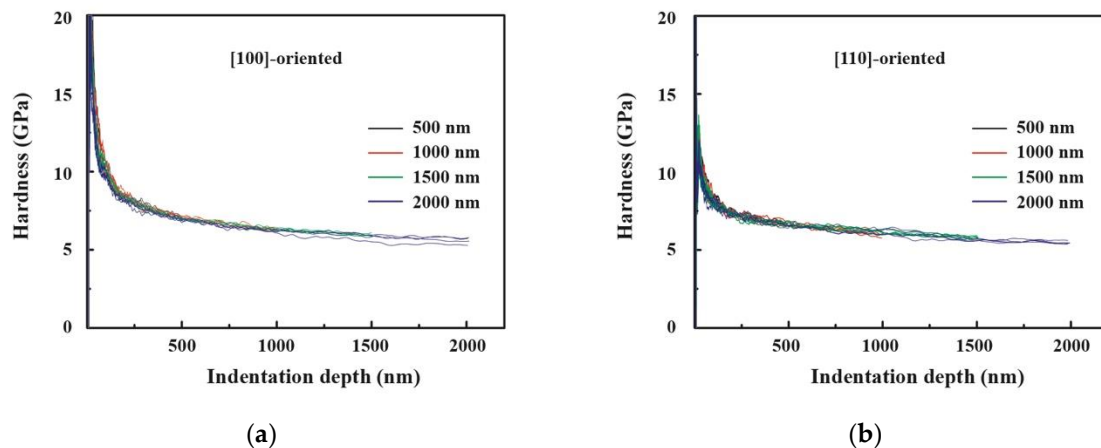 [100]-oriented
Hardness (GPa)
20
15
10
5
0
500 nm
1000 nm
1500 nm
2000 nm
500
1000
1500
2000
Indentation depth (nm)
(a)
[110]-oriented
Hardness (GPa)
20
15
10
5
0
500 nm
1000 nm
1500 nm
2000 nm
500
1000
1500
2000
Indentation depth (nm)
(b)